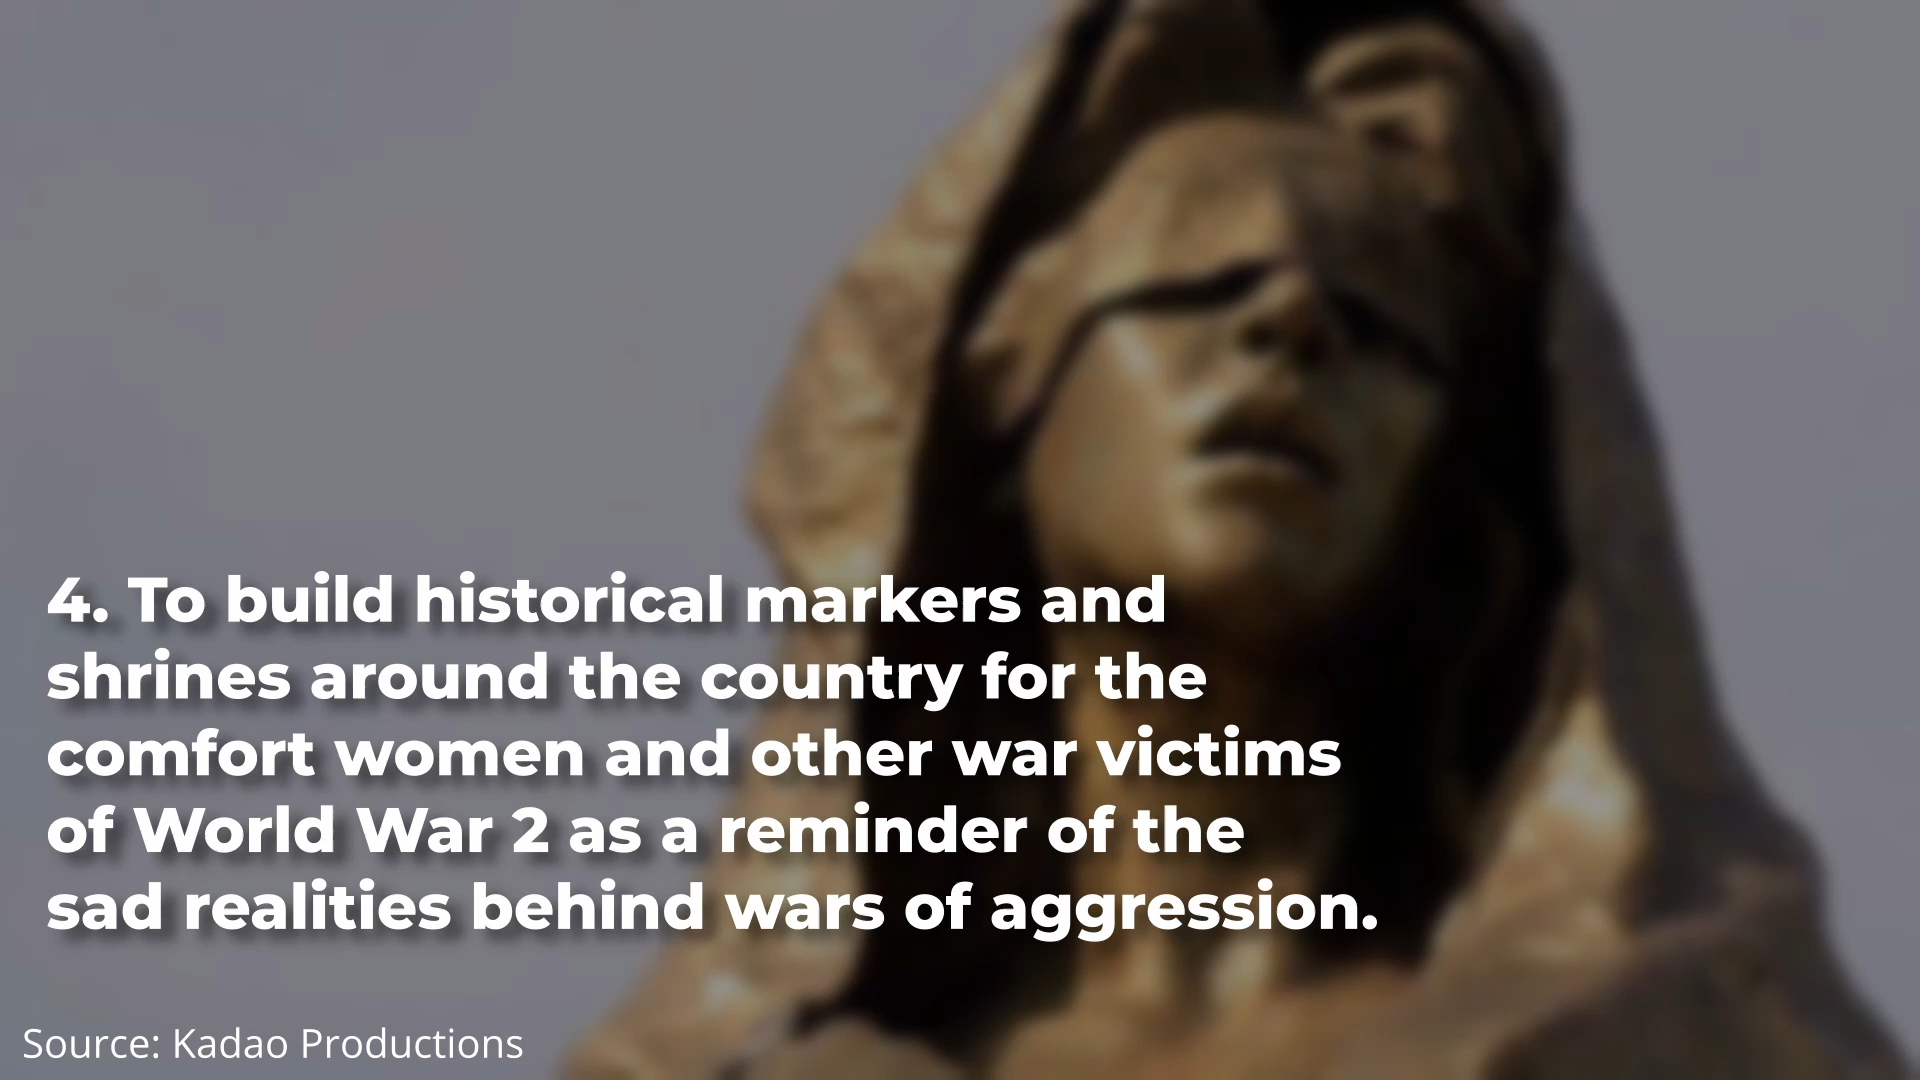 4. To build historical markers and
shrines around the country for the
comfort women and other war victims
of World War 2 as a reminder of the
sad realities behind wars of aggression.
Source: Kadao Productions